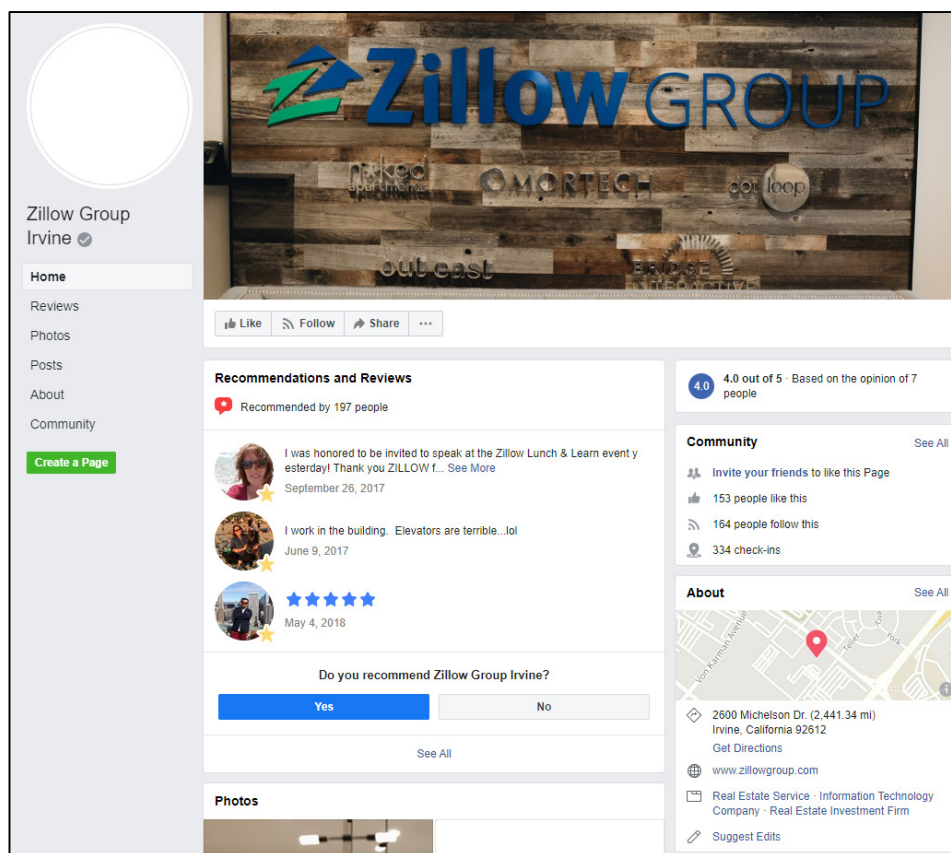 Zillow GROUP
naked
apartments
MORTECH
dot loop
out east
BRIDGE
INTERACTIVE
Zillow Group
Irvine
Home
Reviews
Photos
Posts
About
Community
Create a Page
Like
Follow
Share
Recommendations and Reviews
Recommended by 197 people
I was honored to be invited to speak at the Zillow Lunch & Learn event y
esterday! Thank you ZILLOW f... See More
September 26, 2017
I work in the building. Elevators are terrible...lol
June 9, 2017
May 4, 2018
Do you recommend Zillow Group Irvine?
Yes
No
See All
Photos
4.0
4.0 out of 5 · Based on the opinion of 7
people
Community
See All
Invite your friends to like this Page
153 people like this
164 people follow this
334 check-ins
About
See All
Von Karman Avenue
Teller
York
2600 Michelson Dr. (2,441.34 mi)
Irvine, California 92612
Get Directions
www.zillowgroup.com
Real Estate Service · Information Technology
Company · Real Estate Investment Firm
Suggest Edits